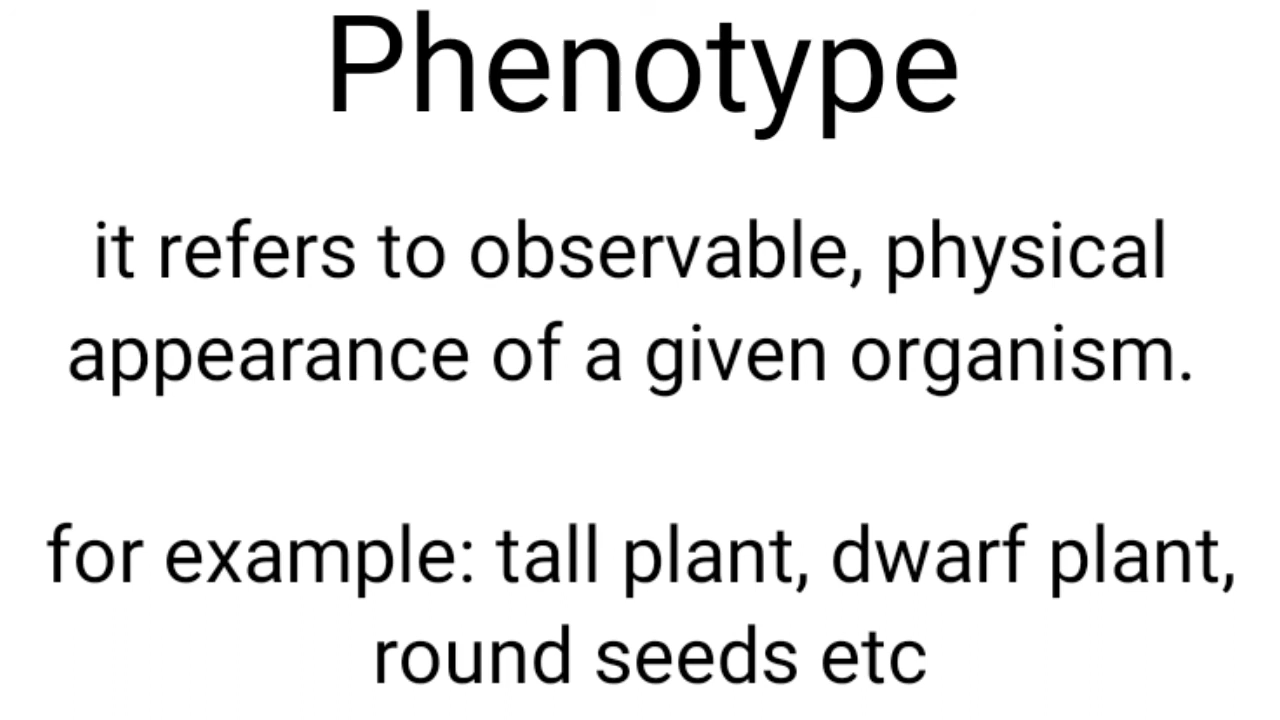 Phenotype
it refers to observable, physical
appearance of a given organism.
for example: tall plant, dwarf plant,
round seeds etc